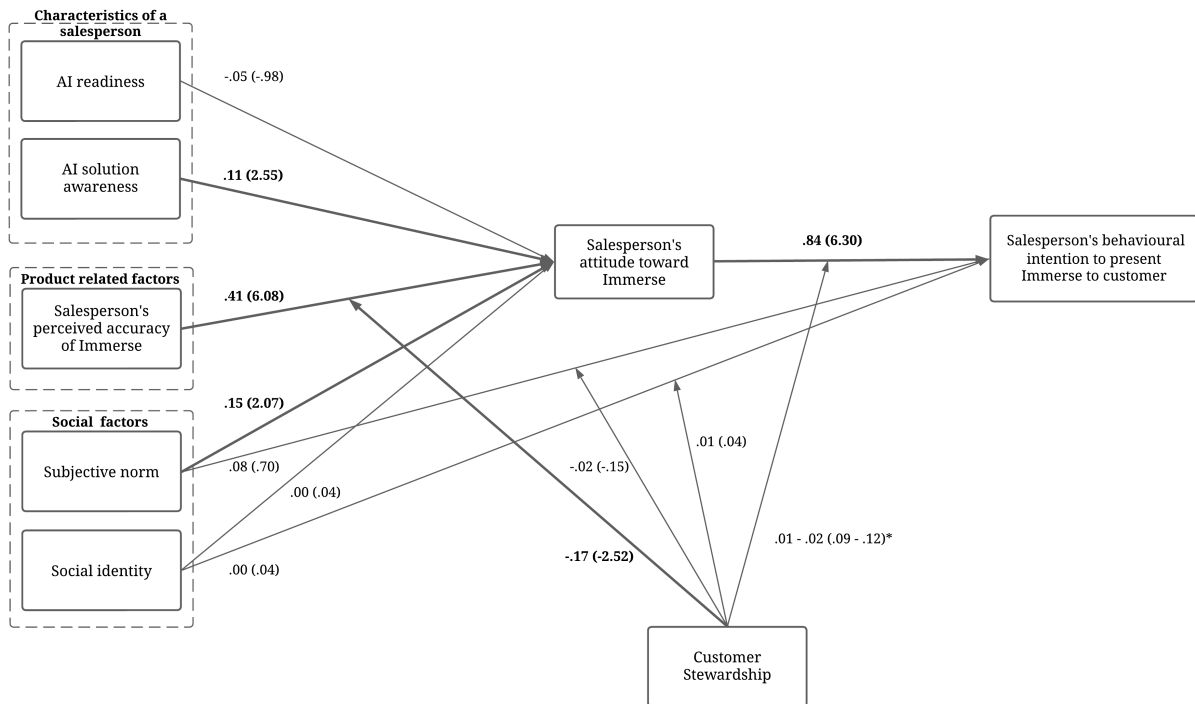 Characteristics of a
salesperson
AI readiness
-.05 (-.98)
AI solution
awareness
.11 (2.55)
Product related factors
Salesperson's
perceived accuracy
of Immerse
.41 (6.08)
Social  factors
Subjective norm
.15 (2.07)
.08 (.70)
Social identity
.00 (.04)
.00 (.04)
Salesperson's
attitude toward
Immerse
.84 (6.30)
Salesperson's behavioural
intention to present
Immerse to customer
-.02 (-.15)
.01 (.04)
-.17 (-2.52)
.01 - .02 (.09 - .12)*
Customer
Stewardship